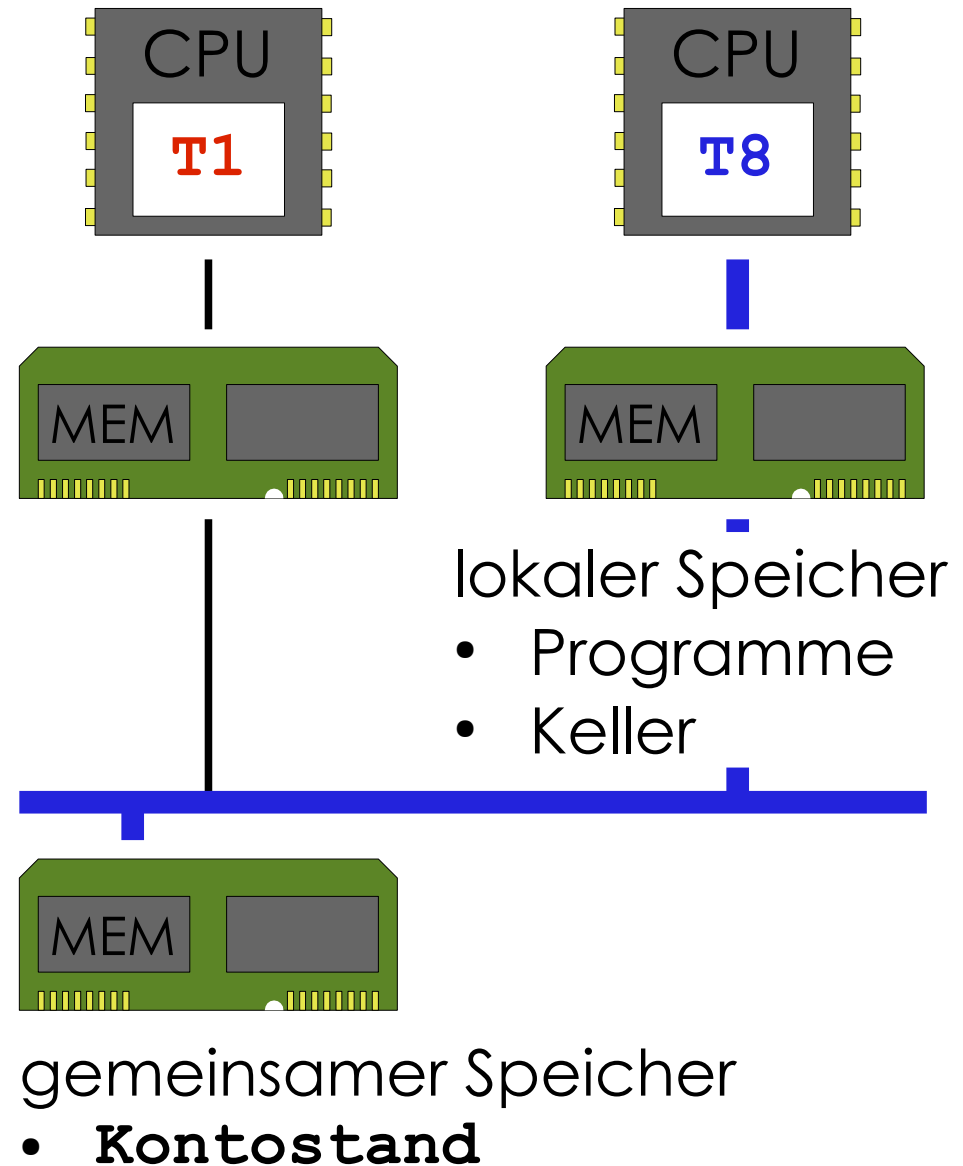 CPU CPU
T1 T8
MEM MEM
lokaler Speicher
• Programme
• Keller
MEM
gemeinsamer Speicher
• Kontostand